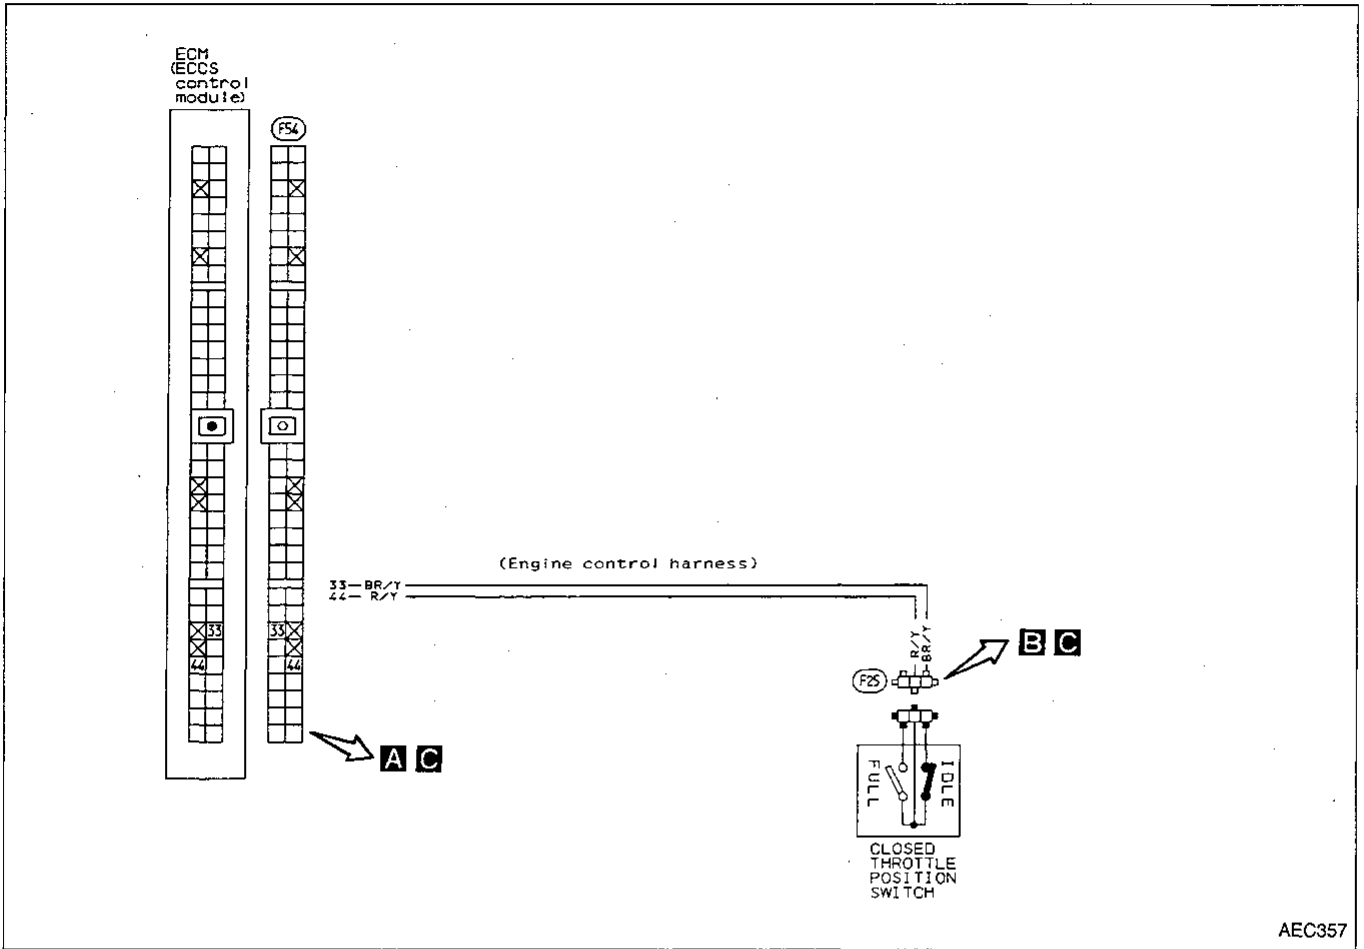 ECM
(ECCS
control
module)
F54
(Engine control harness)
33 BR/Y
44 R/Y
33
33
44
44
R/Y
BR/Y
B C
F25
A C
FULL
IDLE
CLOSED
THROTTLE
POSITION
SWITCH
AEC357